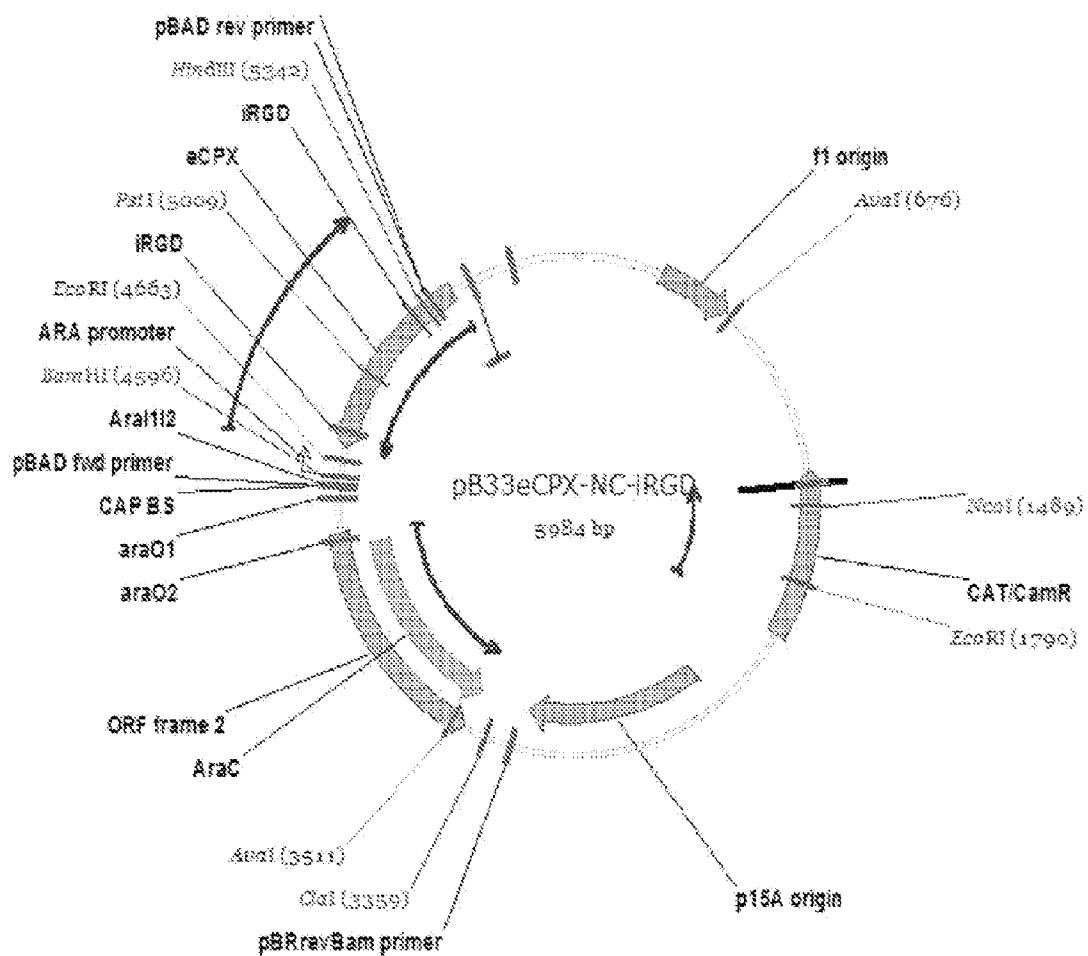 pBAD rev primer
HindIII (5342)
iRGD
eCPX
PstI (5009)
iRGD
EcoRI (4663)
ARA promoter
BamHI (4596)
AraI1I2
pBAD fwd primer
CAP BS
araO1
araO2
ORF frame 2
AraC
AvaI (3511)
ClaI (3359)
pBRrevBam primer
p15A origin
EcoRI (1790)
CAT/CamR
NcoI (1489)
AvaI (676)
f1 origin
pB33eCPX-NC-iRGD
5984 bp